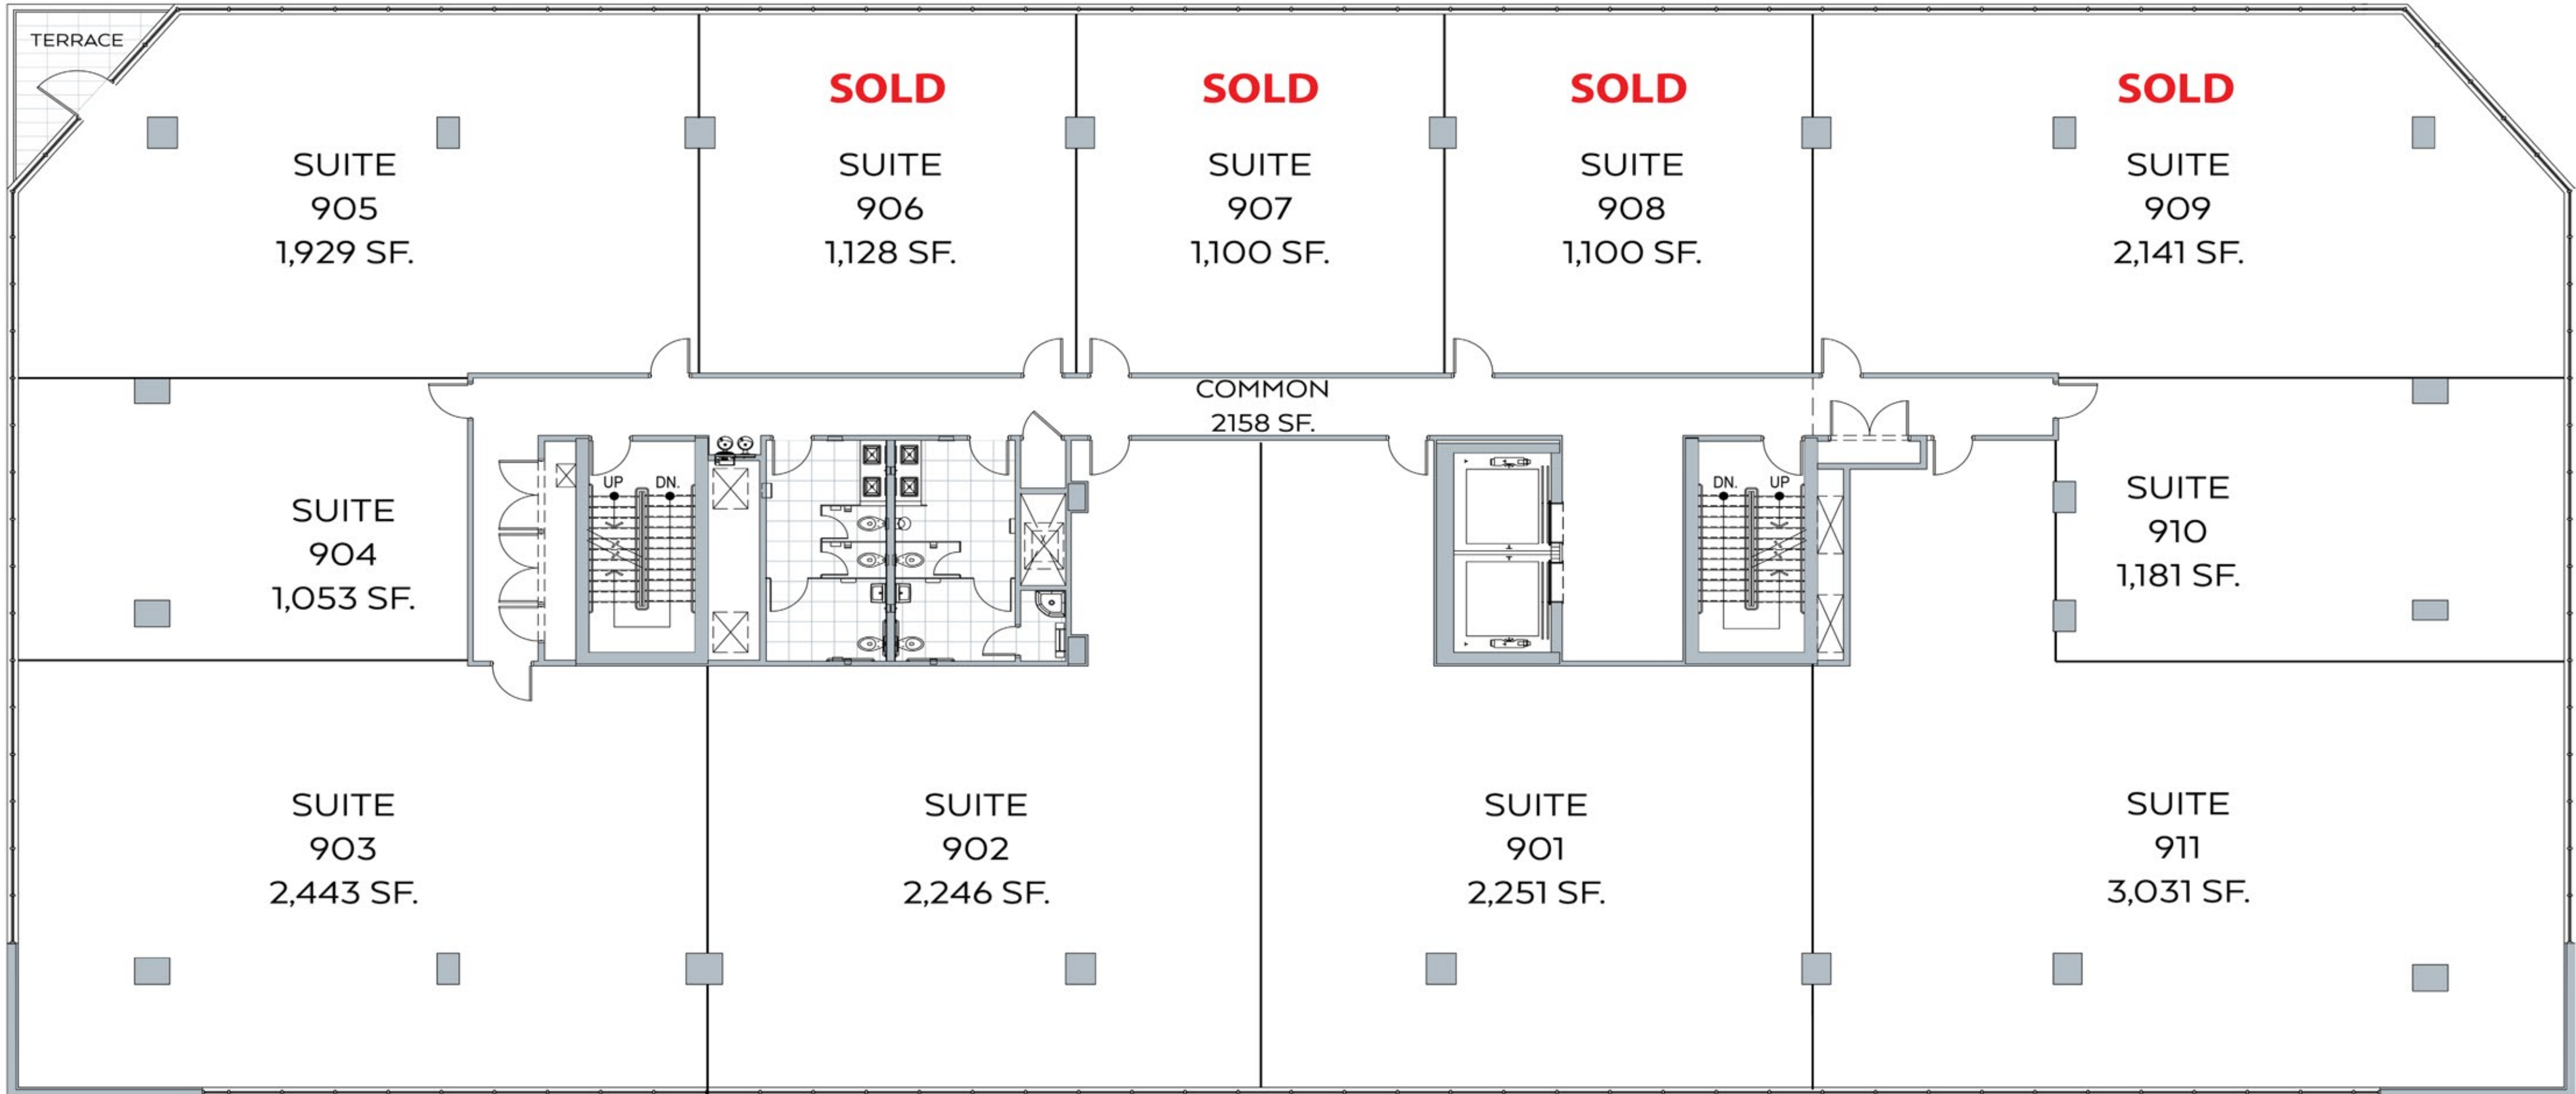 TERRACE
SUITE
905
1,929 SF.
SOLD
SUITE
906
1,128 SF.
SOLD
SUITE
907
1,100 SF.
SOLD
SUITE
908
1,100 SF.
SOLD
SUITE
909
2,141 SF.
COMMON
2158 SF.
SUITE
904
1,053 SF.
UP
DN.
DN.
UP
SUITE
910
1,181 SF.
SUITE
903
2,443 SF.
SUITE
902
2,246 SF.
SUITE
901
2,251 SF.
SUITE
911
3,031 SF.